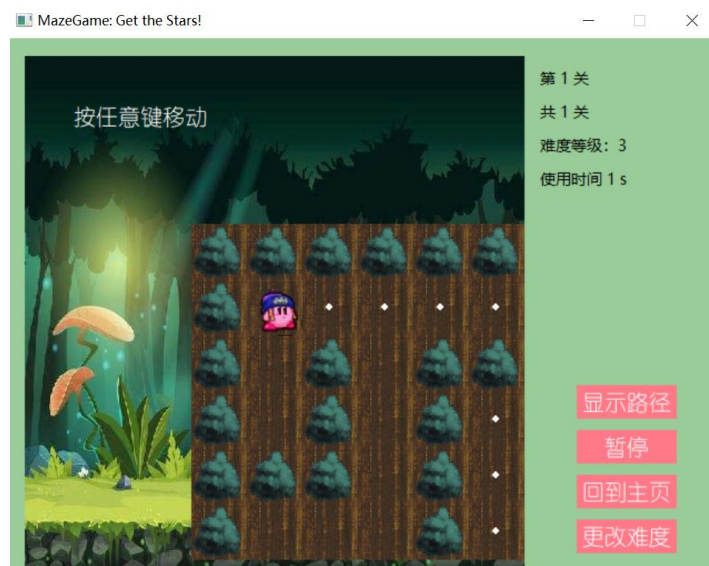 MazeGame: Get the Stars!
按任意键移动
第 1 关
共 1 关
难度等级：3
使用时间 1 s
显示路径
暂停
回到主页
更改难度